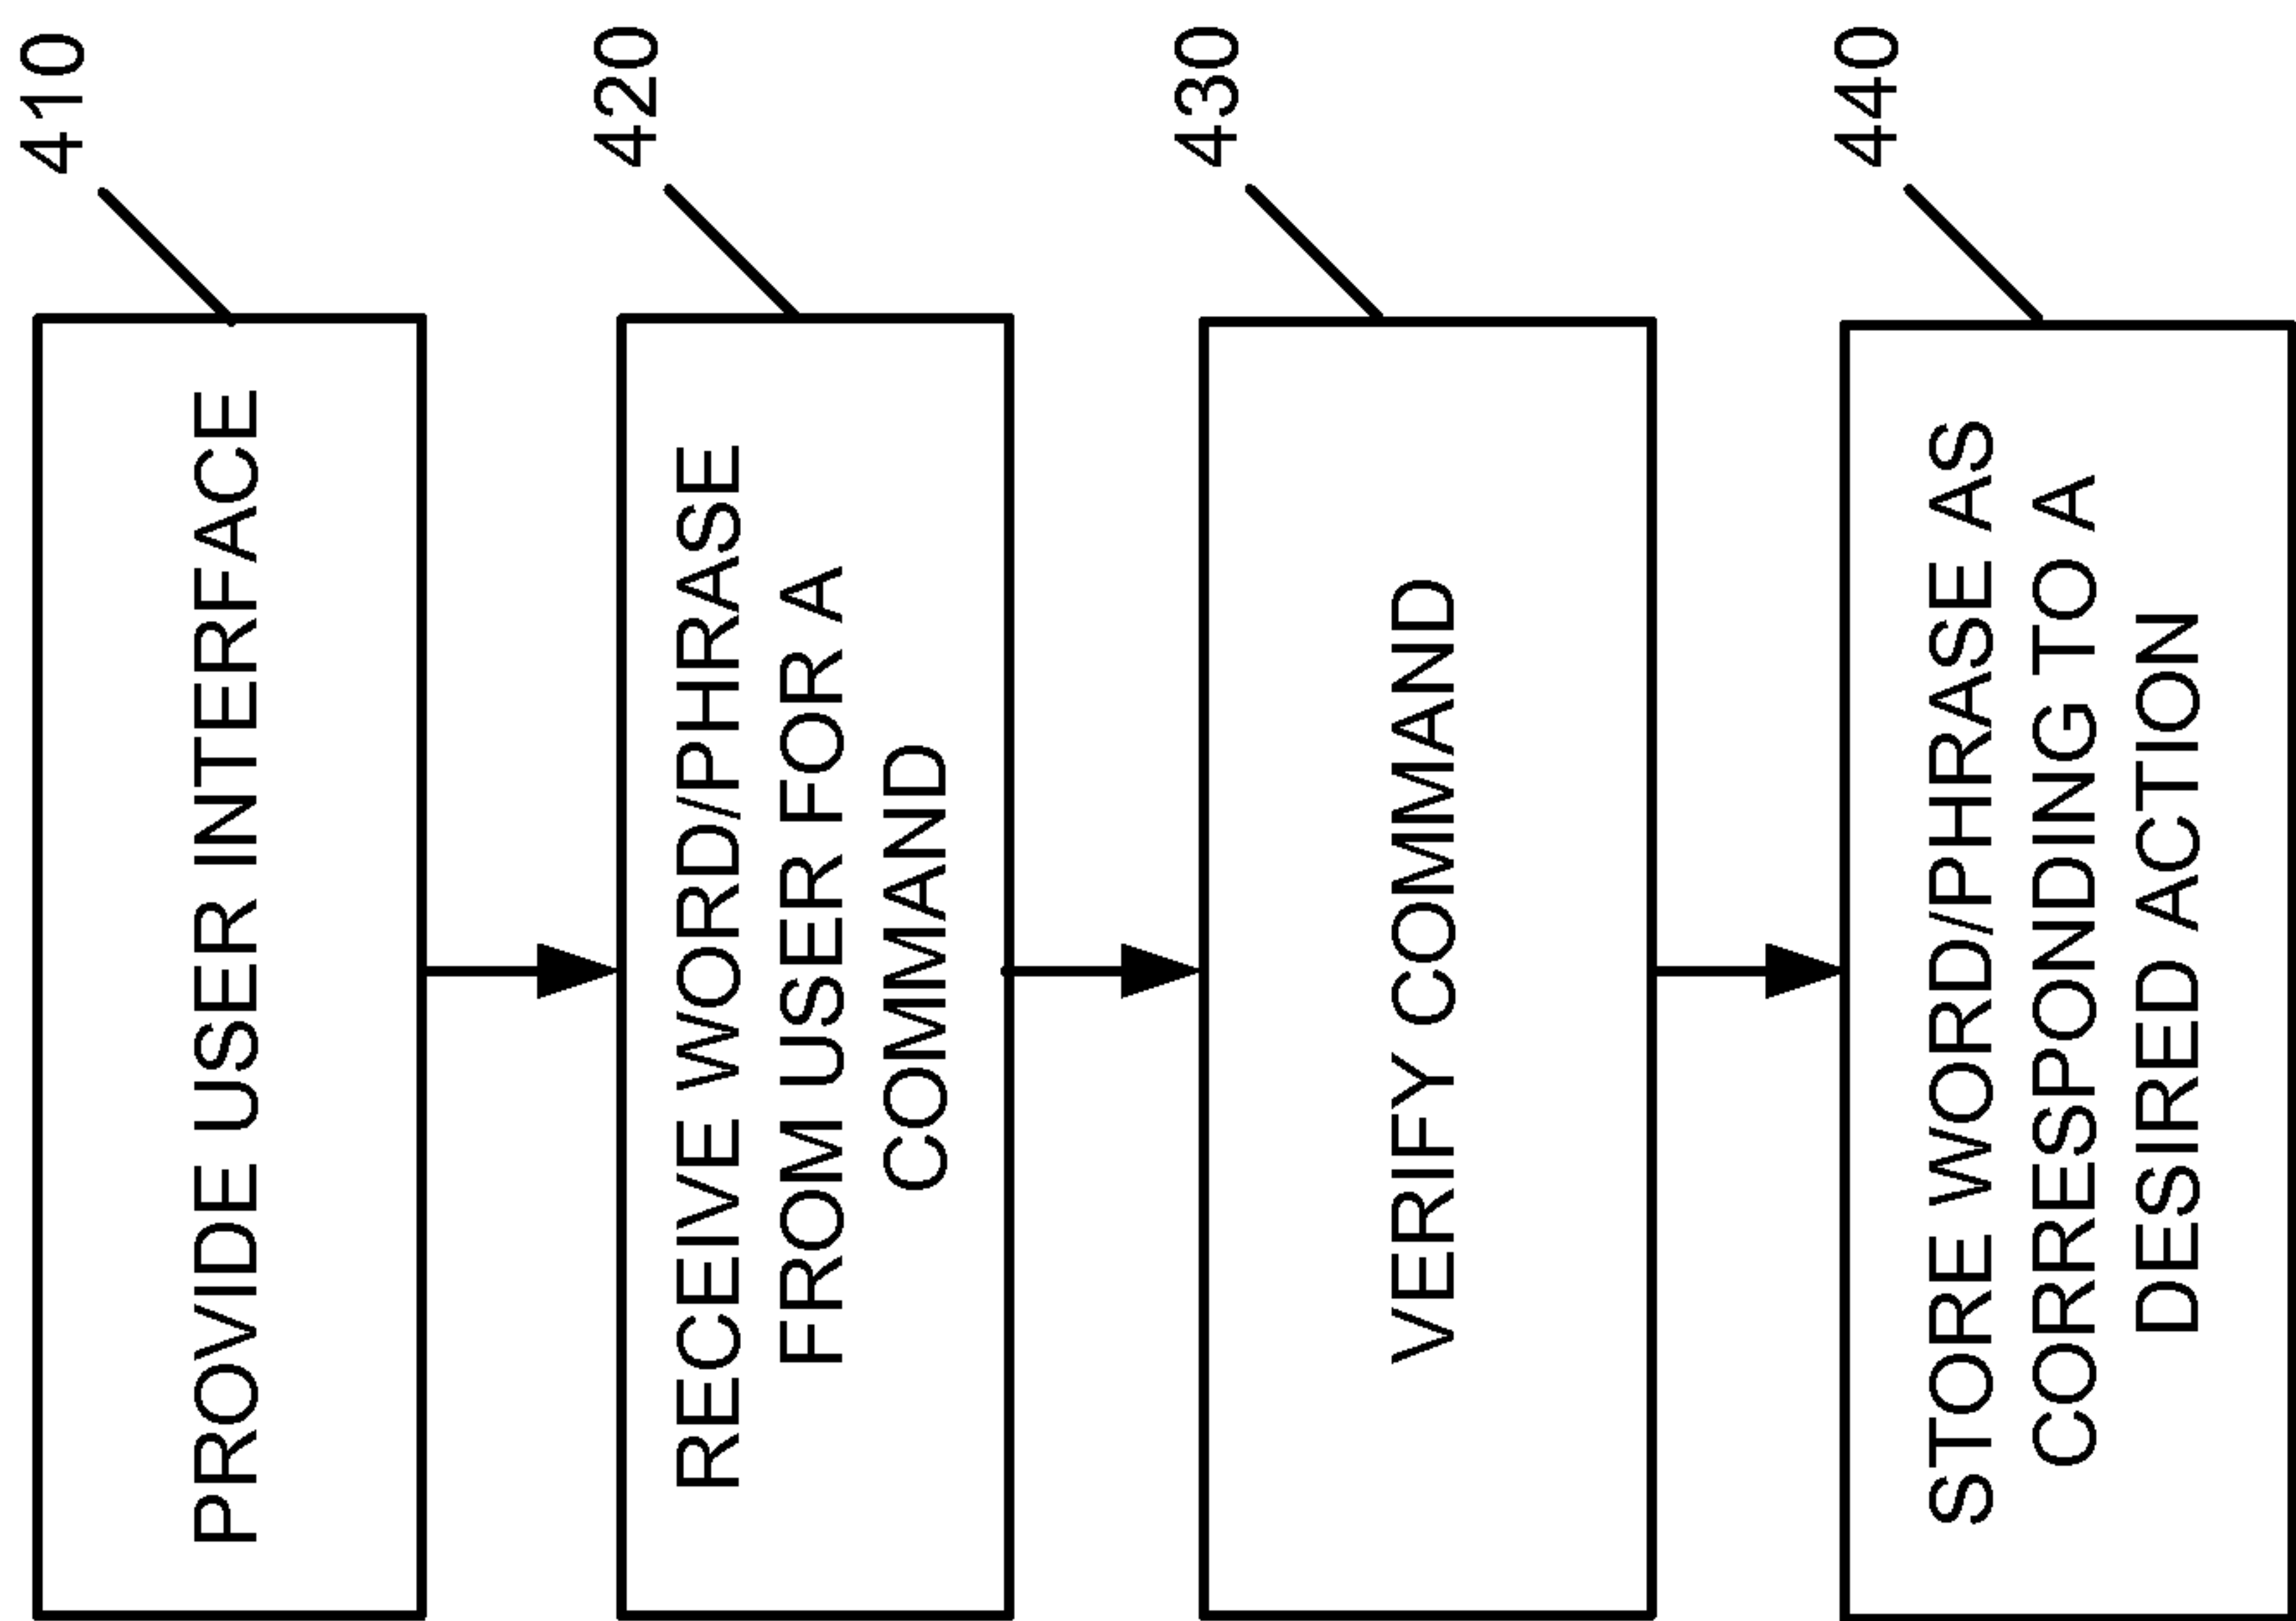 410
PROVIDE USER INTERFACE
420
RECEIVE WORD/PHRASE
FROM USER FOR A
COMMAND
430
VERIFY COMMAND
440
STORE WORD/PHRASE AS
CORRESPONDING TO A
DESIRED ACTION